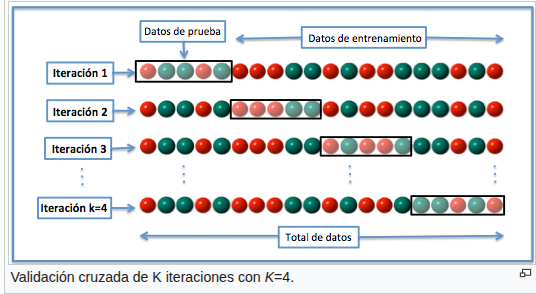 Datos de prueba
Datos de entrenamiento
Iteración 1
Iteración 2
Iteración 3
Iteración k=4
Total de datos
Validación cruzada de K iteraciones con K=4.